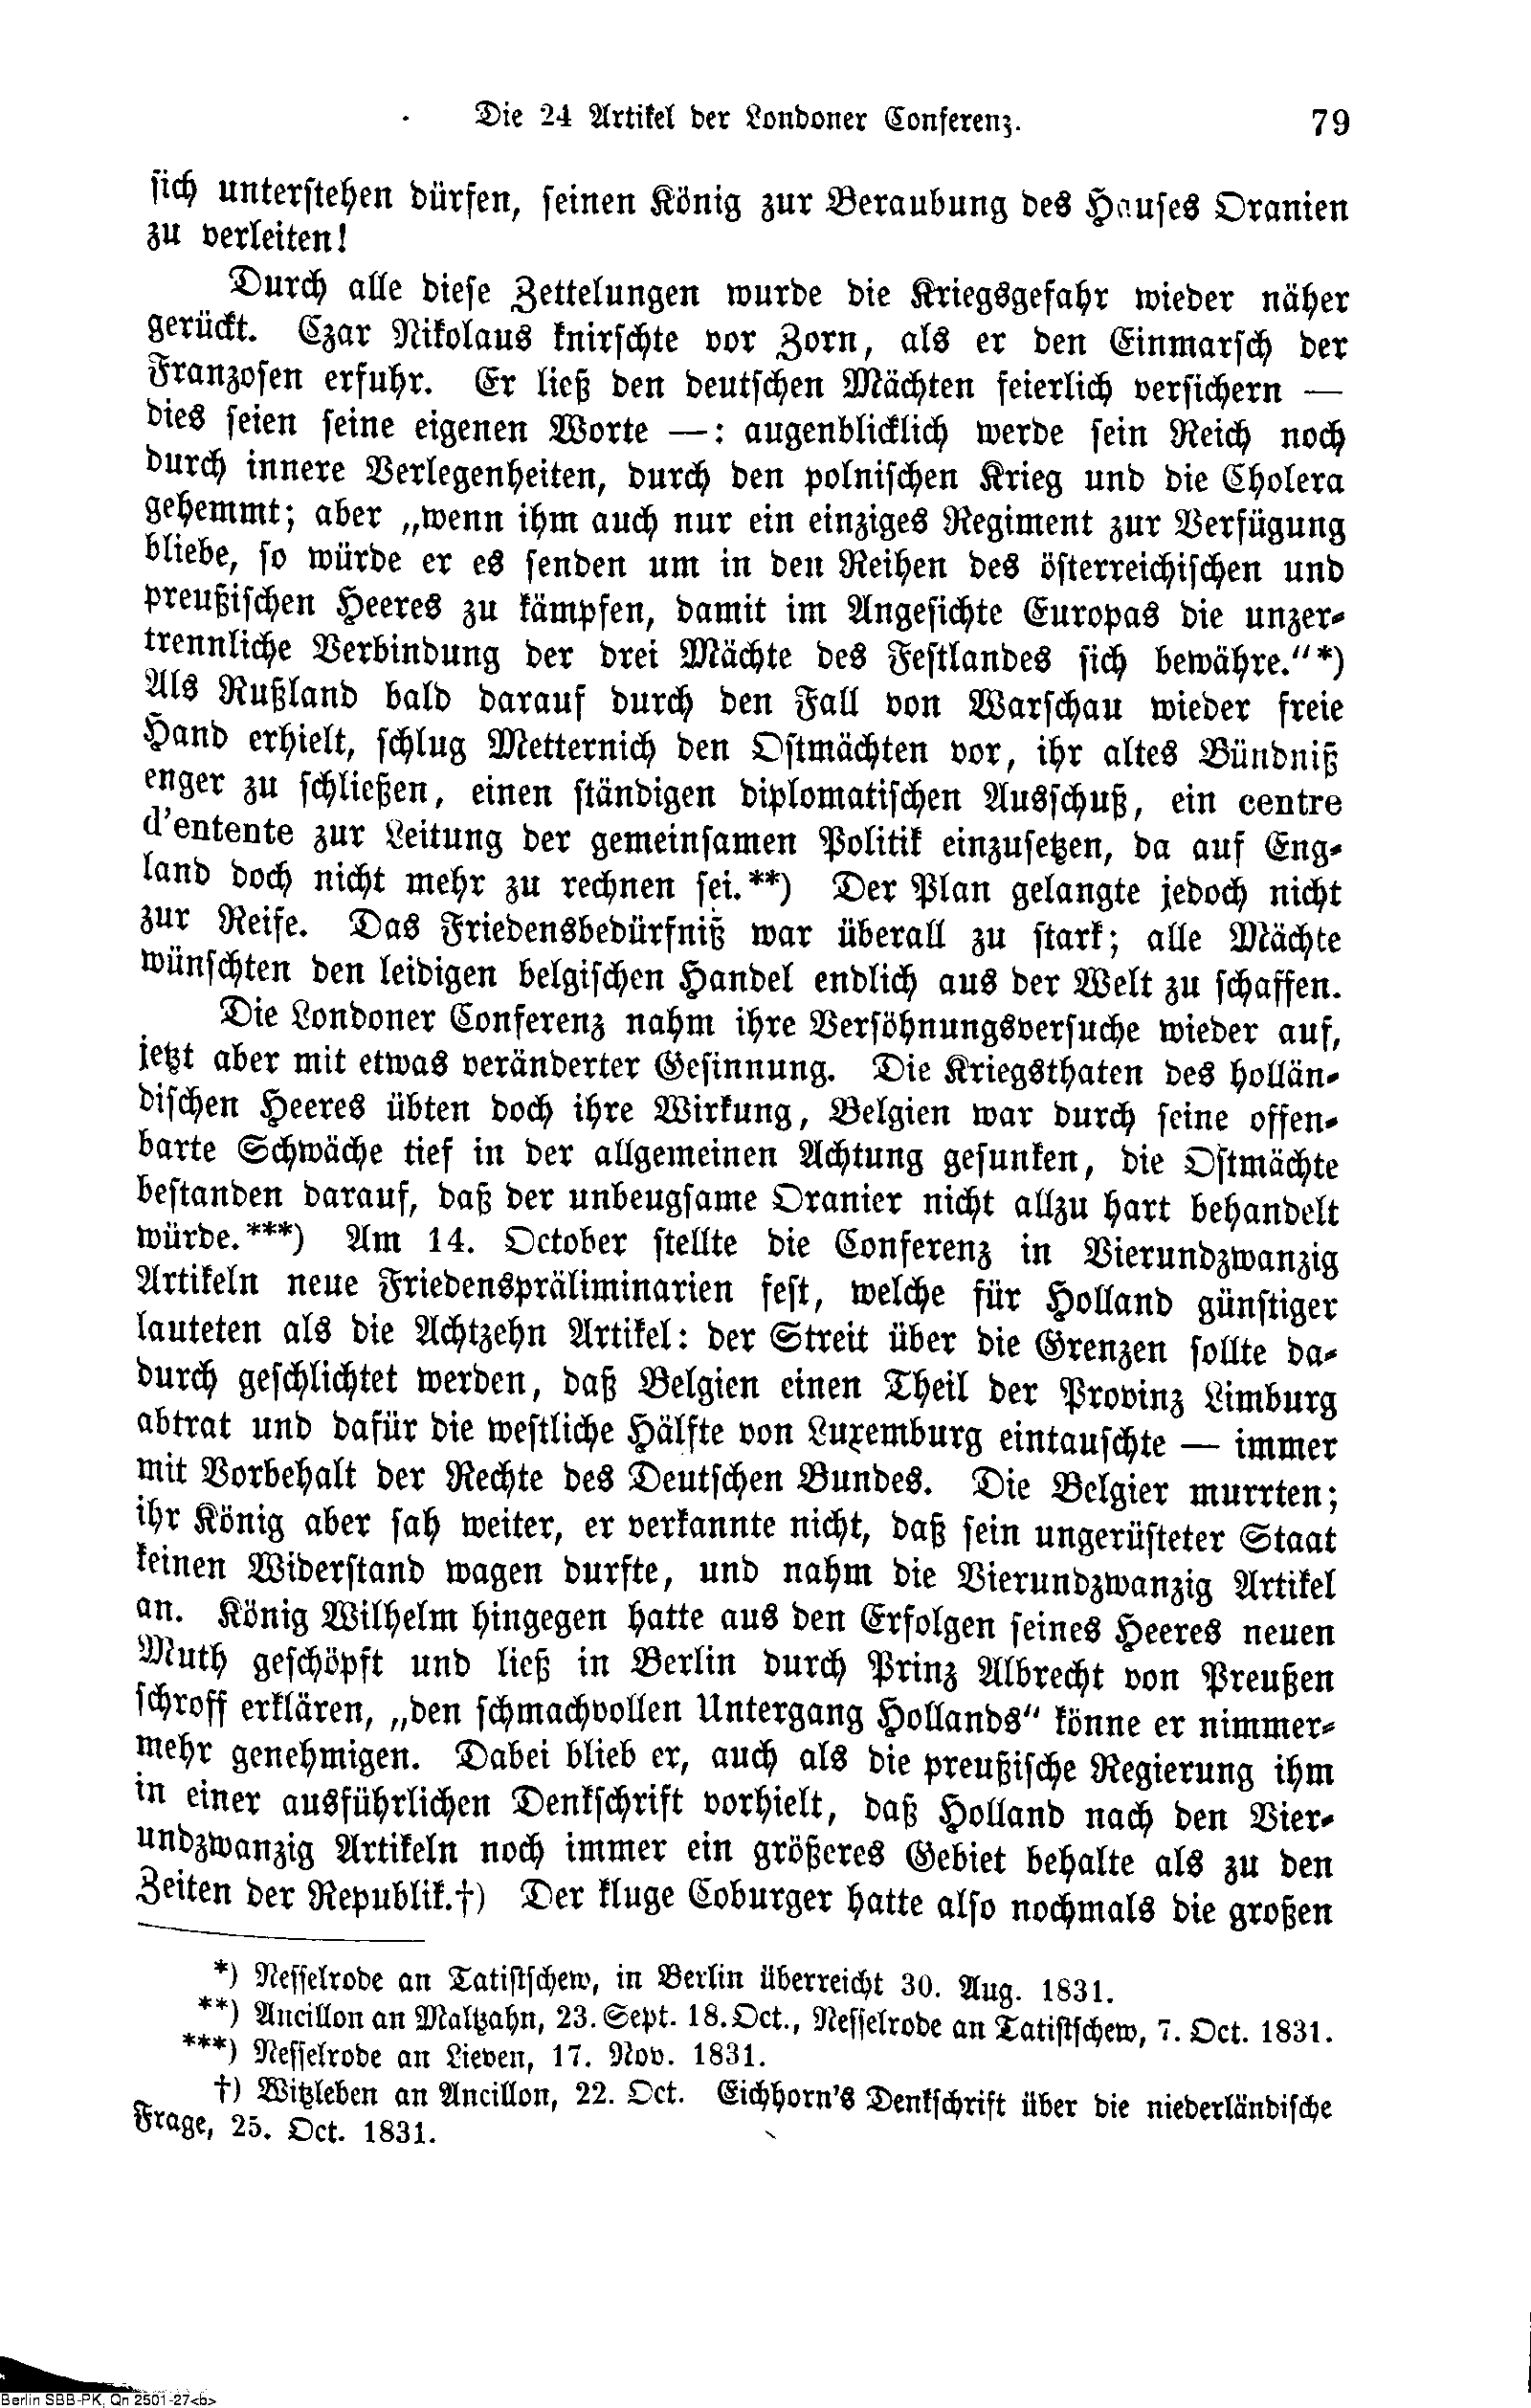 Die 24 Artikel der Londoner Conferenz. 79
sich unterstehen dürfen, seinen König zur Beraubung des Hauses Oranien
zu verleiten!
Durch alle diese Zettelungen wurde die Kriegsgefahr wieder näher
gerückt. Czar Nikolaus knirschte vor Zorn, als er den Einmarsch der
Franzosen erfuhr. Er ließ den deutschen Mächten feierlich versichern —
dies seien seine eigenen Worte —: augenblicklich werde sein Reich noch
durch innere Verlegenheiten, durch den polnischen Krieg und die Cholera
gehemmt; aber „wenn ihm auch nur ein einziges Regiment zur Verfügung
bliebe, so würde er es senden um in den Reihen des österreichischen und
preußischen Heeres zu kämpfen, damit im Angesichte Europas die unzer-
trennliche Verbindung der drei Mächte des Festlandes sich bewähre."*)
Als Rußland bald darauf durch den Fall von Warschau wieder freie
Hand erhielt, schlug Metternich den Ostmächten vor, ihr altes Bündniß
enger zu schließen, einen ständigen diplomatischen Ausschuß, ein centre
d'entente zur Leitung der gemeinsamen Politik einzusetzen, da auf Eng-
land doch nicht mehr zu rechnen sei.**) Der Plan gelangte jedoch nicht
zur Reife. Das Friedensbedürfniß war überall zu stark; alle Mächte
wünschten den leidigen belgischen Handel endlich aus der Welt zu schaffen.
Die Londoner Conferenz nahm ihre Versöhnungsversuche wieder auf,
jetzt aber mit etwas veränderter Gesinnung. Die Kriegsthaten des hollän-
dischen Heeres übten doch ihre Wirkung, Belgien war durch seine offen-
barte Schwäche tief in der allgemeinen Achtung gesunken, die Ostmächte
bestanden darauf, daß der unbeugsame Oranier nicht allzu hart behandelt
würde.***) Am 14. October stellte die Conferenz in Vierundzwanzig
Artikeln neue Friedenspräliminarien fest, welche für Holland günstiger
lauteten als die Achtzehn Artikel: der Streit über die Grenzen sollte da-
durch geschlichtet werden, daß Belgien einen Theil der Provinz Limburg
abtrat und dafür die westliche Hälfte von Luxemburg eintauschte — immer
mit Vorbehalt der Rechte des Deutschen Bundes. Die Belgier murrten;
ihr König aber sah weiter, er verkannte nicht, daß sein ungerüsteter Staat
keinen Widerstand wagen durfte, und nahm die Vierundzwanzig Artikel
an. König Wilhelm hingegen hatte aus den Erfolgen seines Heeres neuen
Muth geschöpft und ließ in Berlin durch Prinz Albrecht von Preußen
schroff erklären, „den schmachvollen Untergang Hollands" könne er nimmer-
mehr genehmigen. Dabei blieb er, auch als die preußische Regierung ihm
in einer ausführlichen Denkschrift vorhielt, daß Holland nach den Vier-
undzwanzig Artikeln noch immer ein größeres Gebiet behalte als zu den
Zeiten der Republik.†) Der kluge Coburger hatte also nochmals die großen
*) Nesselrode an Tatistschew, in Berlin überreicht 30. Aug. 1831.
**) Ancillon an Maltzahn, 23. Sept. 18. Oct., Nesselrode an Tatistschew, 7. Oct. 1831.
***) Nesselrode an Lieven, 17. Nov. 1831.
†) Witzleben an Ancillon, 22. Oct. Eichhorn's Denkschrift über die niederländische
Frage, 25. Oct. 1831.
Berlin SBB-PK, Qn 2501-27<b>